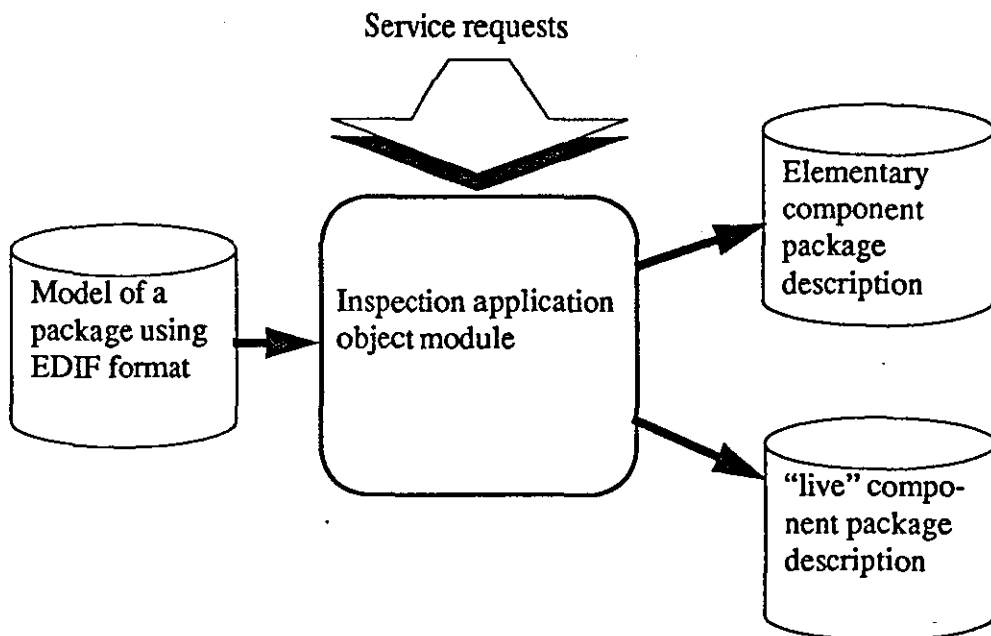 Service requests
Model of a
package using
EDIF format
Inspection application
object module
Elementary
component
package
description
“live” compo-
nent package
description